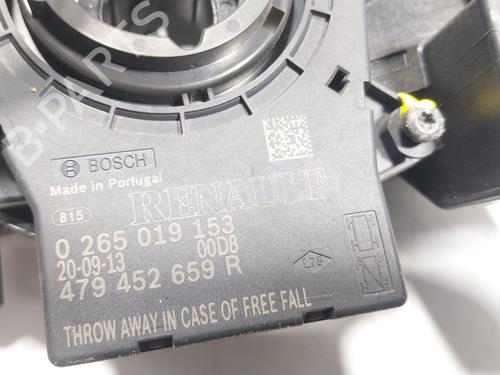 B-PARTS
BOSCH
Made in Portugal
RENAULT
815
0 265 019 153
20-09-13 00D8
479 452 659 R
THROW AWAY IN CASE OF FREE FALL